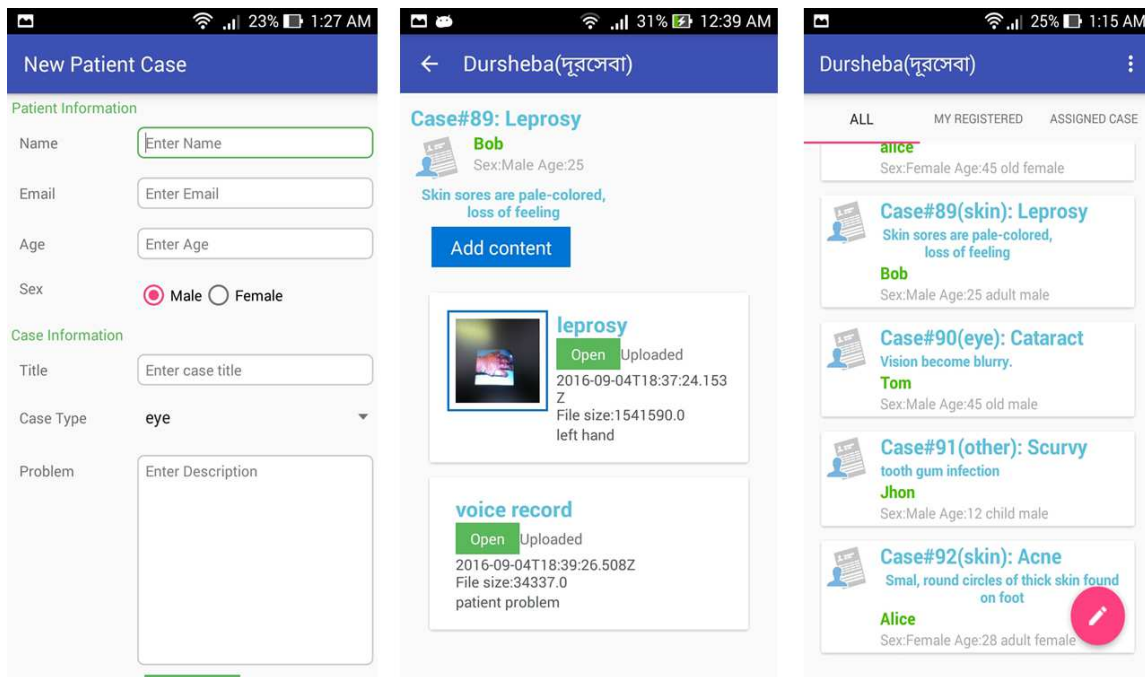 23% 1:27 AM
New Patient Case
Patient Information
Name Enter Name
Email Enter Email
Age Enter Age
Sex Male Female
Case Information
Title Enter case title
Case Type eye
Problem Enter Description
31% 12:39 AM
Dursheba(দূরসেবা)
Case#89: Leprosy
Bob
Sex:Male Age:25
Skin sores are pale-colored,
loss of feeling
Add content
leprosy
Open Uploaded
2016-09-04T18:37:24.153
Z
File size:1541590.0
left hand
voice record
Open Uploaded
2016-09-04T18:39:26.508Z
File size:34337.0
patient problem
25% 1:15 AM
Dursheba(দূরসেবা)
ALL MY REGISTERED ASSIGNED CASE
alice
Sex:Female Age:45 old female
Case#89(skin): Leprosy
Skin sores are pale-colored,
loss of feeling
Bob
Sex:Male Age:25 adult male
Case#90(eye): Cataract
Vision become blurry.
Tom
Sex:Male Age:45 old male
Case#91(other): Scurvy
tooth gum infection
Jhon
Sex:Male Age:12 child male
Case#92(skin): Acne
Smal, round circles of thick skin found
on foot
Alice
Sex:Female Age:28 adult female